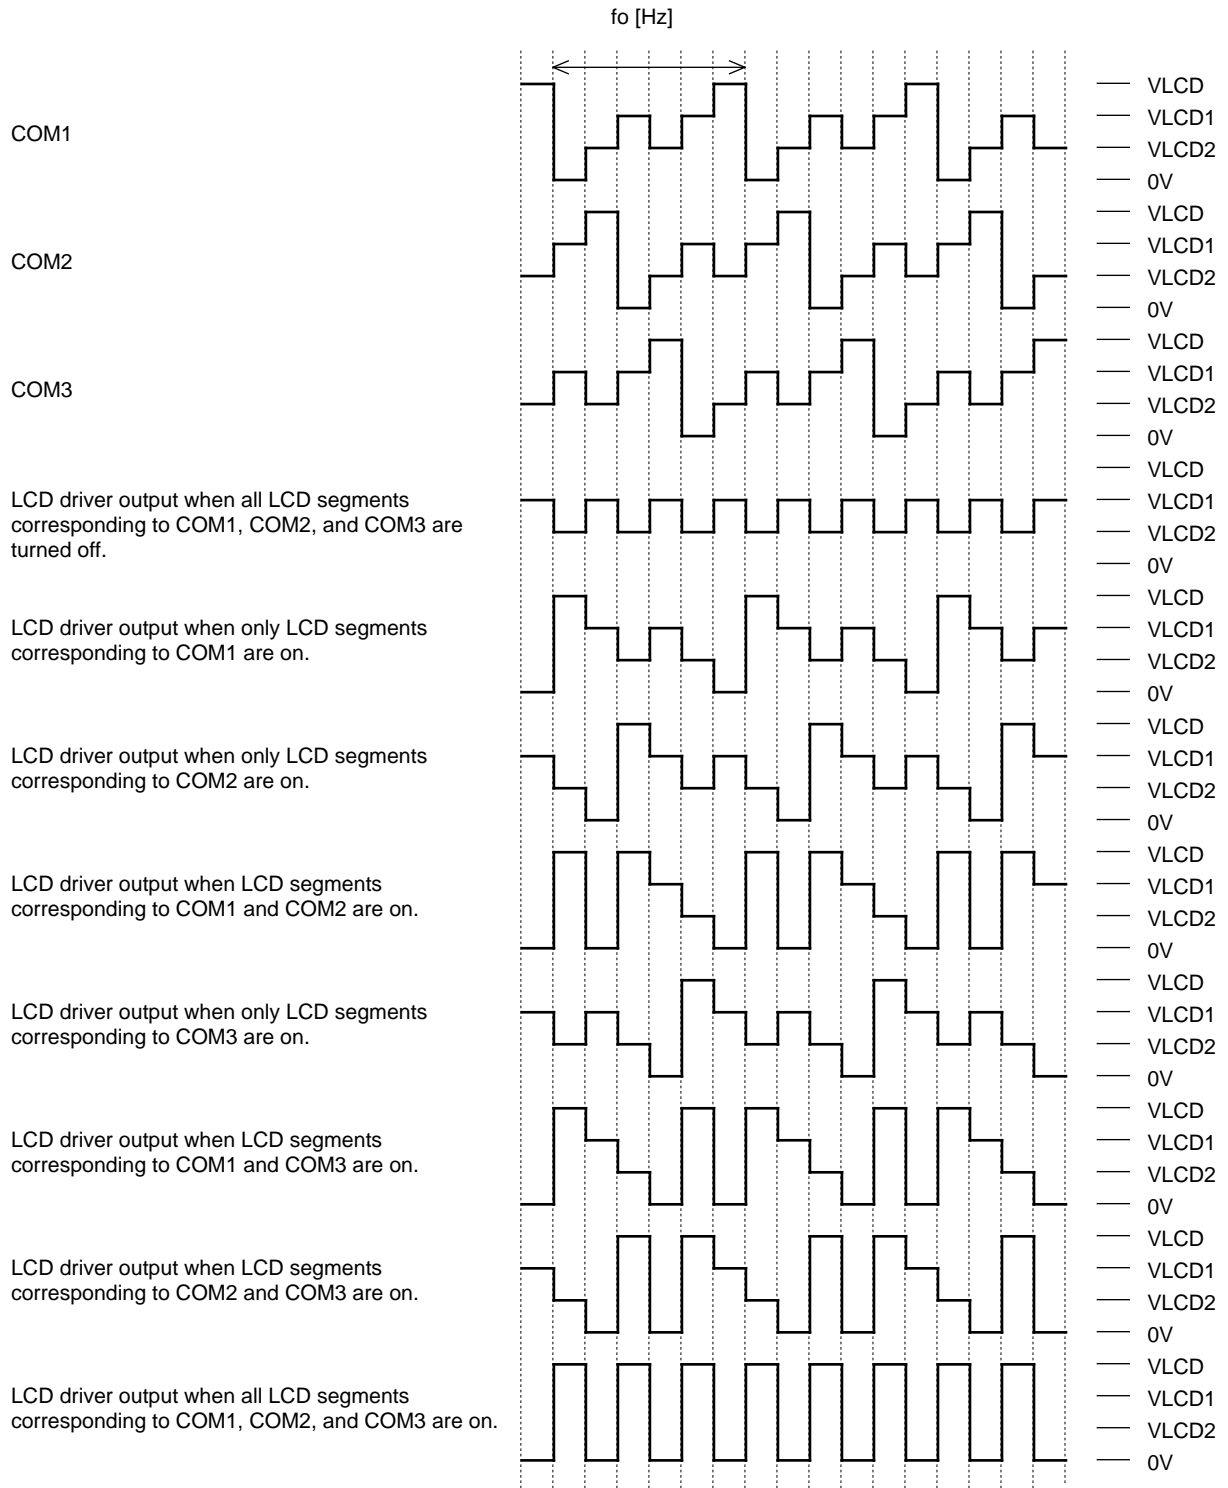 fo [Hz]
COM1
VLCD
VLCD1
VLCD2
0V
COM2
VLCD
VLCD1
VLCD2
0V
COM3
VLCD
VLCD1
VLCD2
0V
LCD driver output when all LCD segments
corresponding to COM1, COM2, and COM3 are
turned off.
VLCD
VLCD1
VLCD2
0V
LCD driver output when only LCD segments
corresponding to COM1 are on.
VLCD
VLCD1
VLCD2
0V
LCD driver output when only LCD segments
corresponding to COM2 are on.
VLCD
VLCD1
VLCD2
0V
LCD driver output when LCD segments
corresponding to COM1 and COM2 are on.
VLCD
VLCD1
VLCD2
0V
LCD driver output when only LCD segments
corresponding to COM3 are on.
VLCD
VLCD1
VLCD2
0V
LCD driver output when LCD segments
corresponding to COM1 and COM3 are on.
VLCD
VLCD1
VLCD2
0V
LCD driver output when LCD segments
corresponding to COM2 and COM3 are on.
VLCD
VLCD1
VLCD2
0V
LCD driver output when all LCD segments
corresponding to COM1, COM2, and COM3 are on.
VLCD
VLCD1
VLCD2
0V